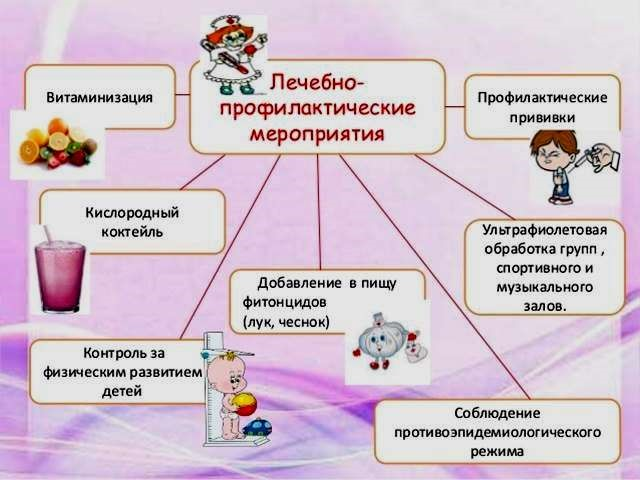 Лечебно-
профилактические
мероприятия
Витаминизация
Профилактические
прививки
Кислородный
коктейль
Ультрафиолетовая
обработка групп ,
спортивного и
музыкального
залов.
Добавление в пищу
фитонцидов
(лук, чеснок)
Контроль за
физическим развитием
детей
Соблюдение
противоэпидемиологического
режима